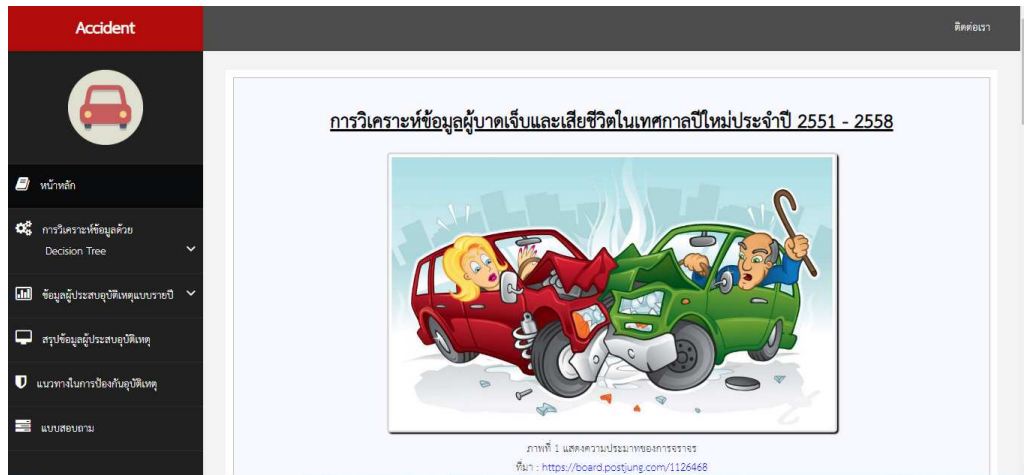 Accident
ติดต่อเรา
หน้าหลัก
การวิเคราะห์ข้อมูลด้วย
Decision Tree
ข้อมูลผู้ประสบอุบัติเหตุแบบรายปี
สรุปข้อมูลผู้ประสบอุบัติเหตุ
แนวทางในการป้องกันอุบัติเหตุ
แบบสอบถาม
การวิเคราะห์ข้อมูลผู้บาดเจ็บและเสียชีวิตในเทศกาลปีใหม่ประจำปี 2551 - 2558
ภาพที่ 1 แสดงความประมาทของการจราจร
ที่มา : https://board.postjung.com/1126468